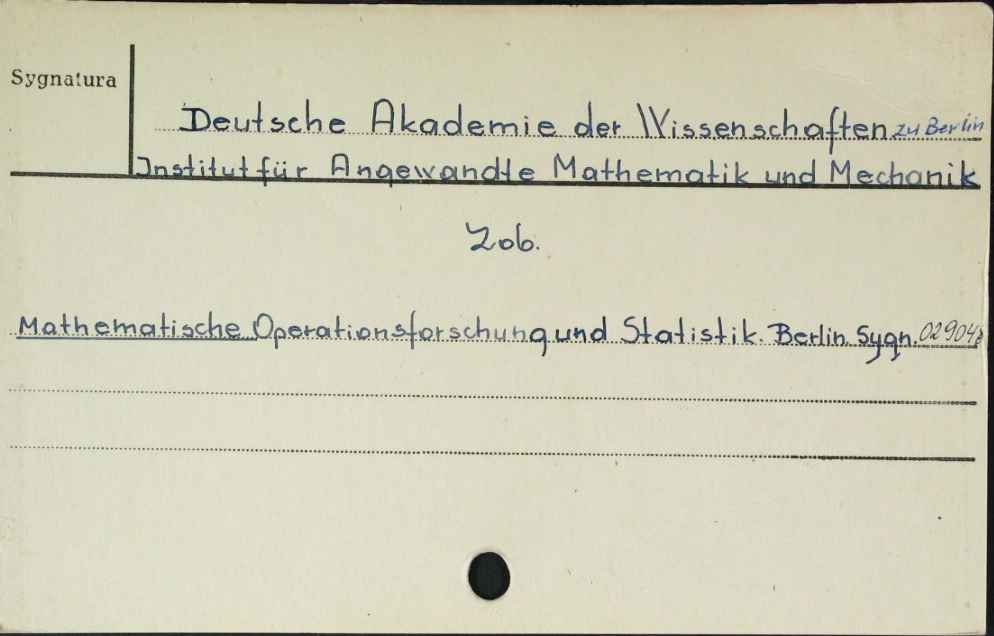 Sygnatura
Deutsche Akademie der Wissenschaften zu Berlin
Institut für Angewandte Mathematik und Mechanik
Zob.
Mathematische Operationsforschung und Statistik. Berlin. Sygn.